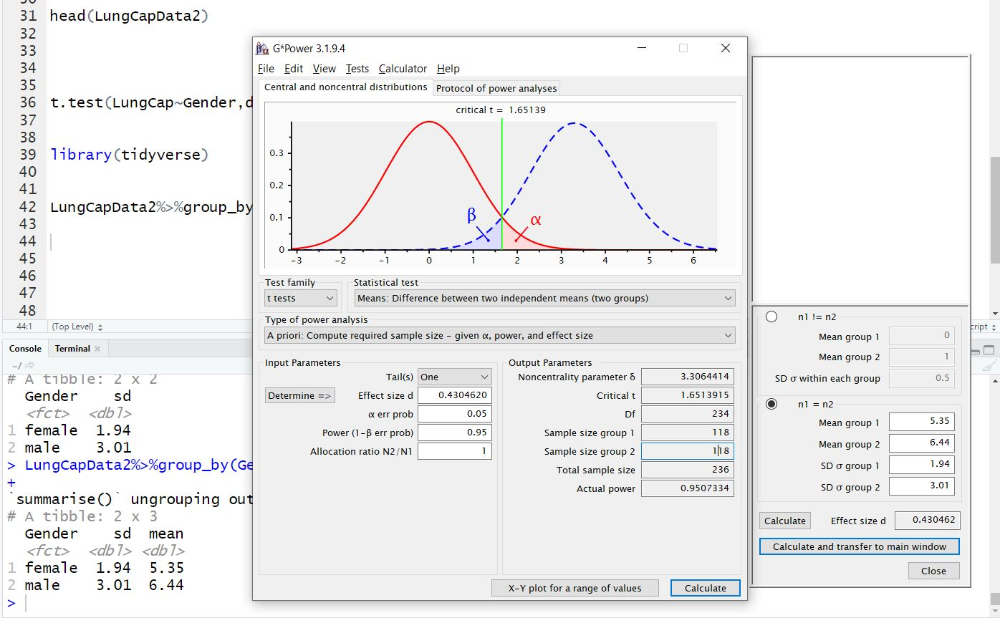 30
31 head(LungCapData2)
32
33
34
35
36 t.test(LungCap~Gender,d
37
38
39 library(tidyverse)
40
41
42 LungCapData2%>%group_by
43
44
45
46
47
48
44:1 (Top Level)
Console Terminal
~/
# A tibble: 2 x 2
Gender sd
<fct> <dbl>
1 female 1.94
2 male 3.01
> LungCapData2%>%group_by(Ge
+
`summarise()` ungrouping out
# A tibble: 2 x 3
Gender sd mean
<fct> <dbl> <dbl>
1 female 1.94 5.35
2 male 3.01 6.44
>
G*Power 3.1.9.4
File Edit View Tests Calculator Help
Central and noncentral distributions Protocol of power analyses
critical t = 1.65139
0.3
0.2
0.1
0
β α
-3 -2 -1 0 1 2 3 4 5 6
Test family Statistical test
t tests Means: Difference between two independent means (two groups)
Type of power analysis
A priori: Compute required sample size – given α, power, and effect size
Input Parameters
Tail(s) One
Determine => Effect size d 0.4304620
α err prob 0.05
Power (1-β err prob) 0.95
Allocation ratio N2/N1 1
Output Parameters
Noncentrality parameter δ 3.3064414
Critical t 1.6513915
Df 234
Sample size group 1 118
Sample size group 2 118
Total sample size 236
Actual power 0.9507334
X-Y plot for a range of values Calculate
n1 != n2
Mean group 1 0
Mean group 2 1
SD σ within each group 0.5
n1 = n2
Mean group 1 5.35
Mean group 2 6.44
SD σ group 1 1.94
SD σ group 2 3.01
Calculate Effect size d 0.430462
Calculate and transfer to main window
Close
cript